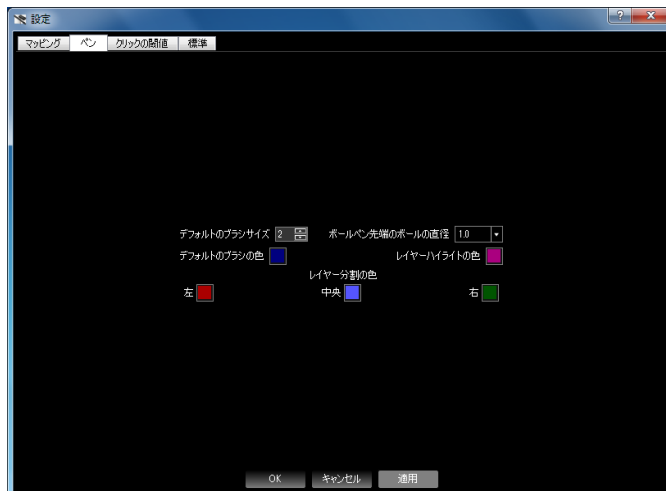 設定
マッピング ペン クリックの閾値 標準
デフォルトのブラシサイズ 2 ボールペン先端のボールの直径 1.0
デフォルトのブラシの色 レイヤーハイライトの色
レイヤー分割の色
左 中央 右
OK キャンセル 適用